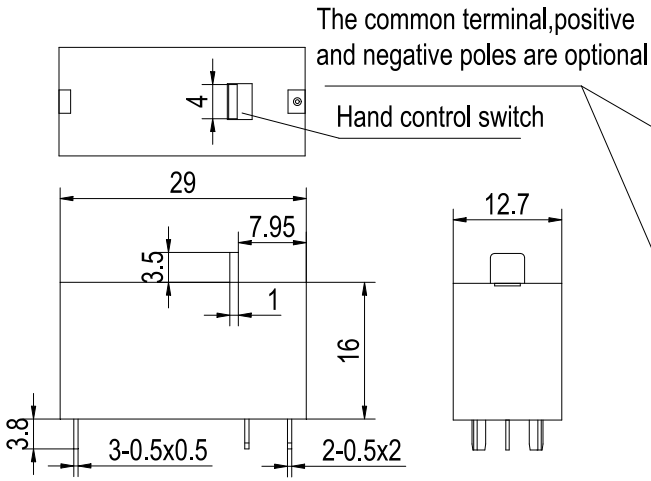 The common terminal,positive
and negative poles are optional
4
Hand control switch
29
12.7
7.95
3.5
1
16
3.8
3-0.5x0.5
2-0.5x2